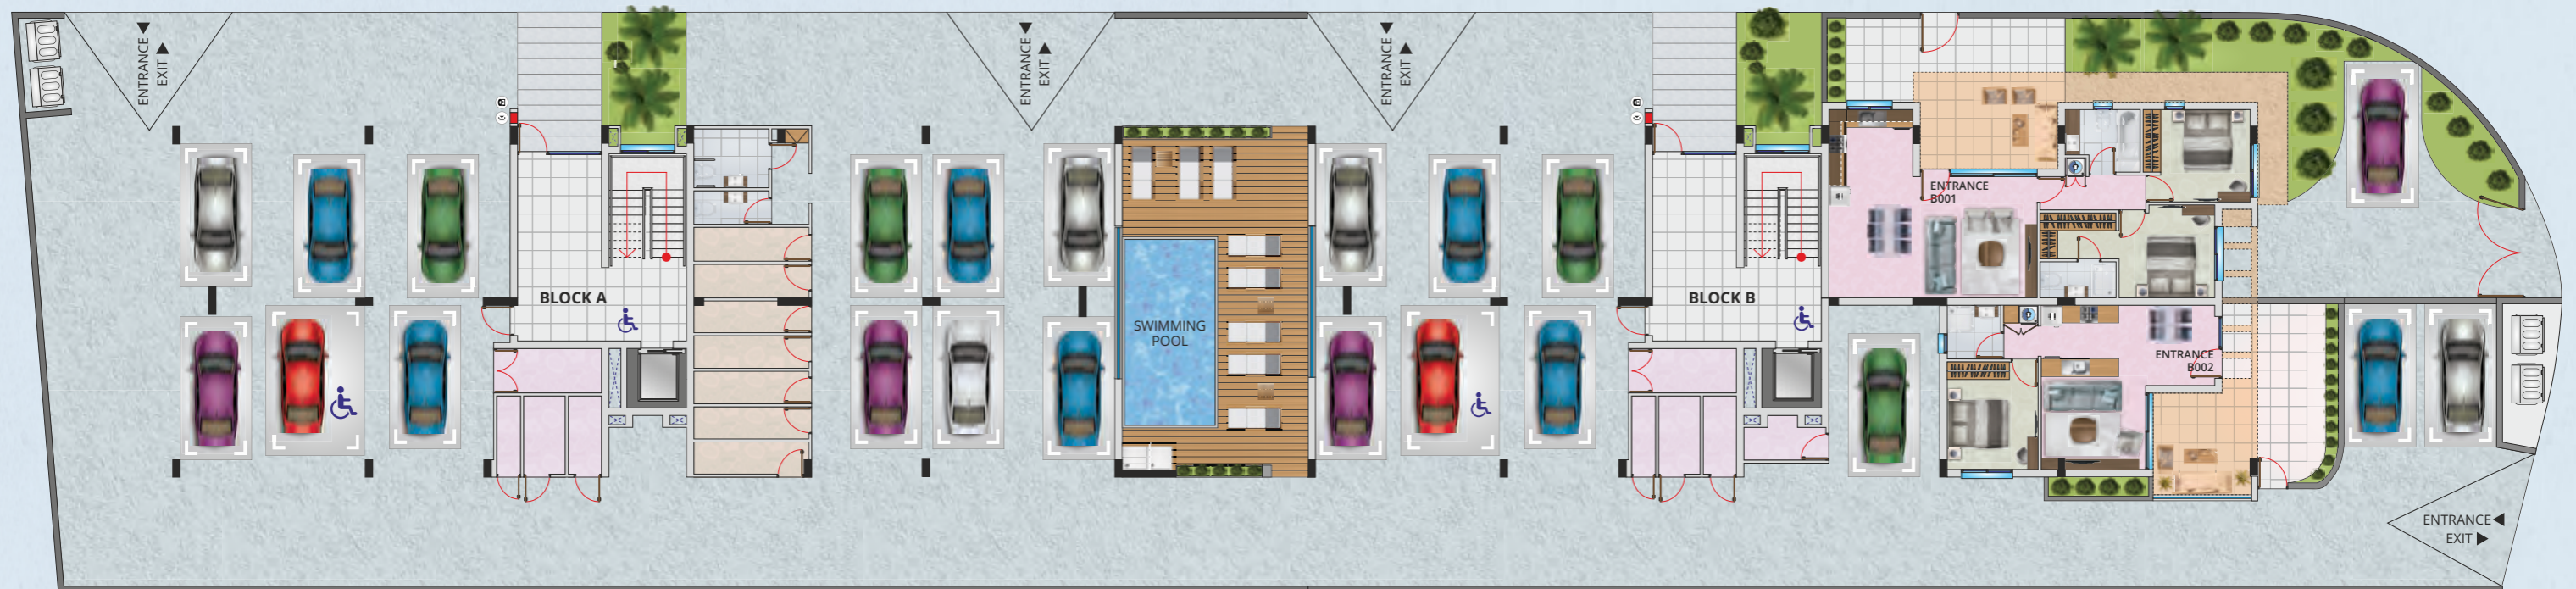 ENTRANCE
EXIT
ENTRANCE
EXIT
ENTRANCE
EXIT
BLOCK A
SWIMMING
POOL
BLOCK B
ENTRANCE
B001
ENTRANCE
B002
ENTRANCE
EXIT